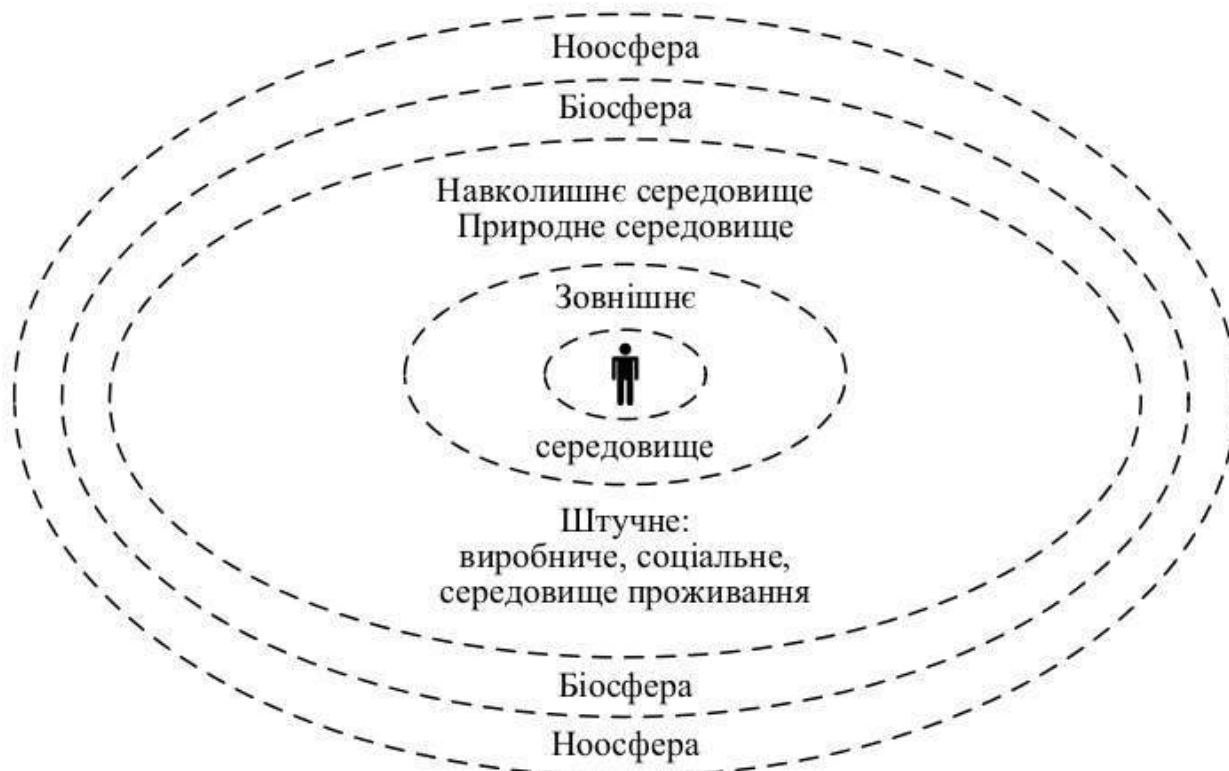 Ноосфера
Біосфера
Навколишнє середовище
Природне середовище
Зовнішнє
середовище
Штучне:
виробниче, соціальне,
середовище проживання
Біосфера
Ноосфера